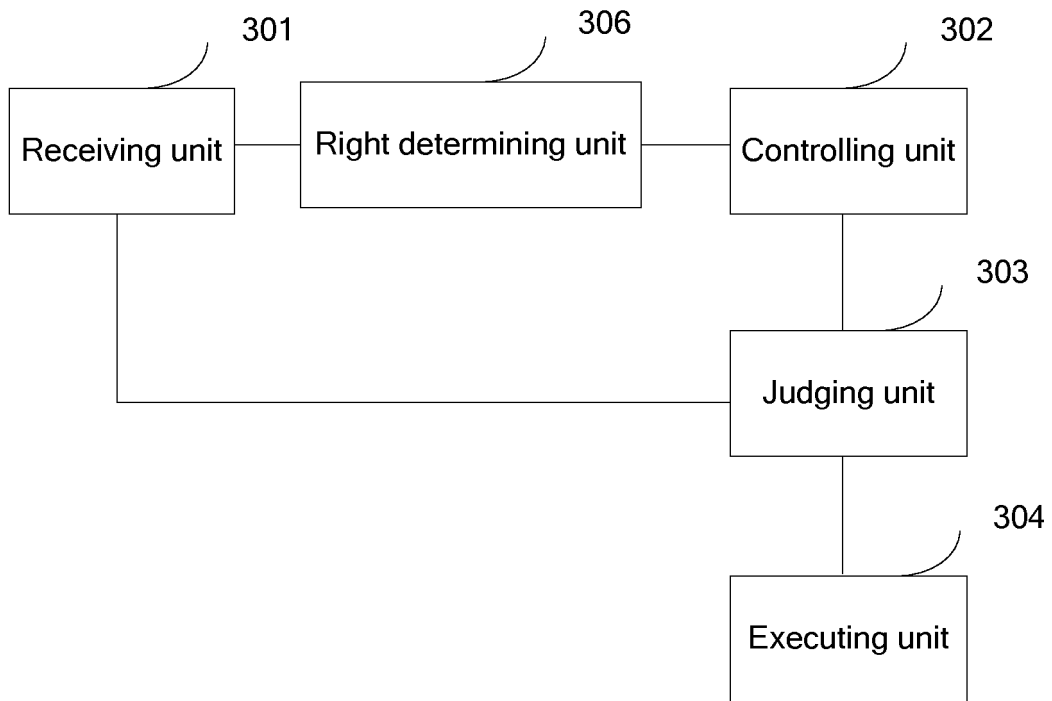 301
306
302
Receiving unit
Right determining unit
Controlling unit
303
Judging unit
304
Executing unit